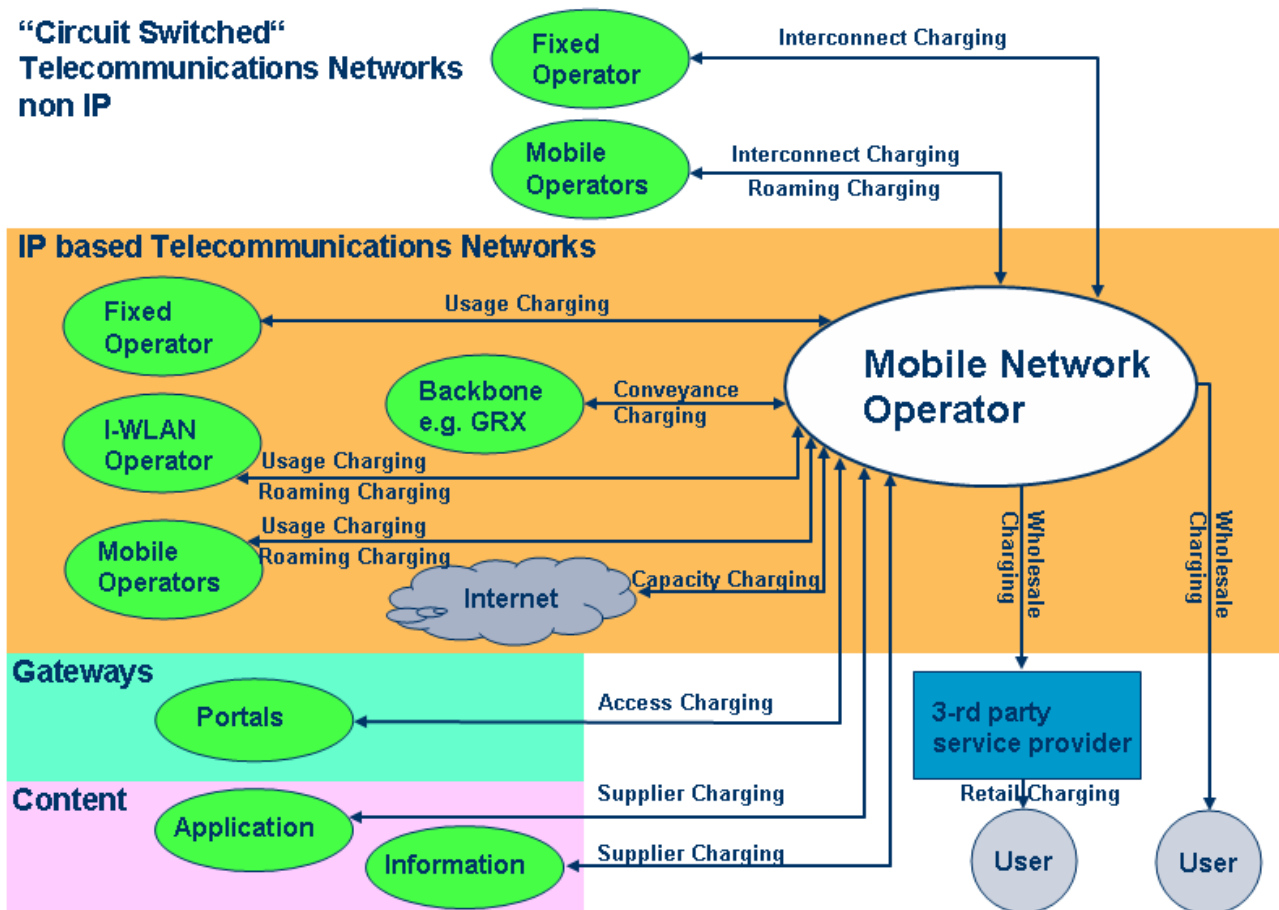 “Circuit Switched“
Telecommunications Networks
non IP
Fixed
Operator
Interconnect Charging
Mobile
Operators
Interconnect Charging
Roaming Charging
IP based Telecommunications Networks
Fixed
Operator
Usage Charging
Mobile Network
Operator
Backbone
e.g. GRX
Conveyance
Charging
I-WLAN
Operator
Usage Charging
Roaming Charging
Mobile
Operators
Usage Charging
Roaming Charging
Internet
Capacity Charging
Wholesale
Charging
Wholesale
Charging
Gateways
Portals
Access Charging
3-rd party
service provider
Content
Application
Supplier Charging
Retail Charging
Information
Supplier Charging
User
User